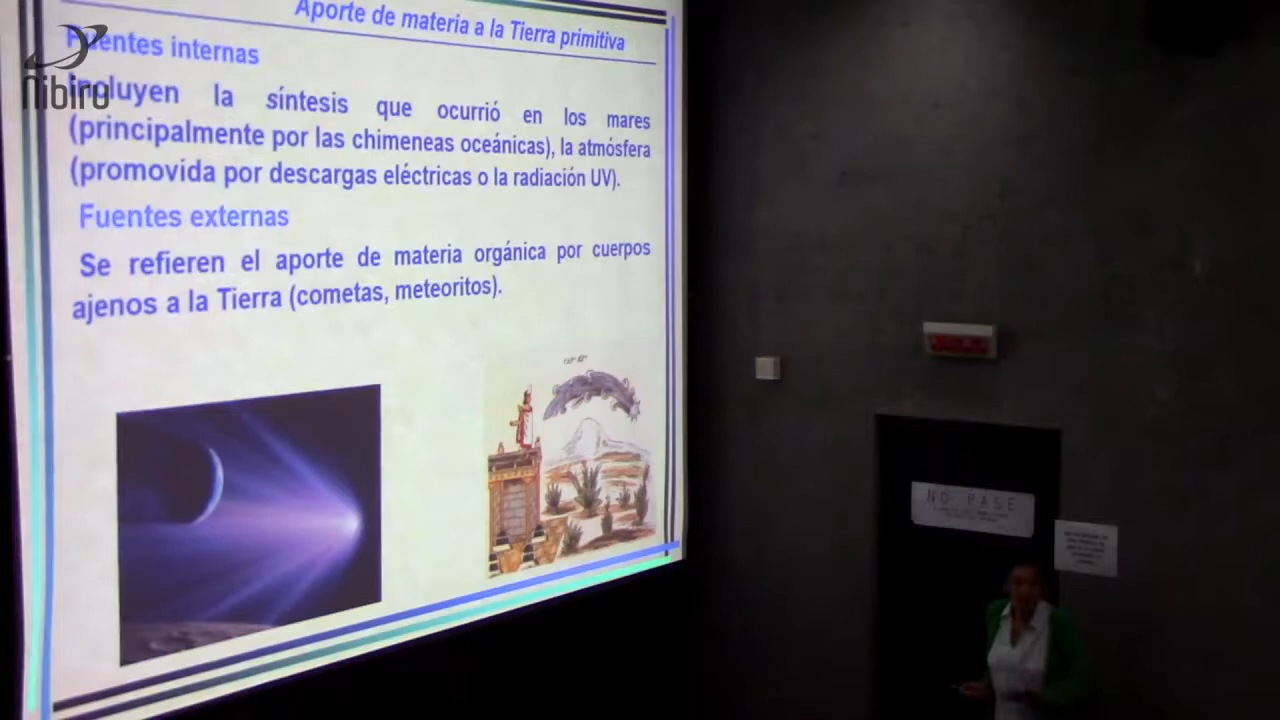 Aporte de materia a la Tierra primitiva
Fuentes internas
Nibiru
Incluyen la síntesis que ocurrió en los mares
(principalmente por las chimeneas oceánicas), la atmósfera
(promovida por descargas eléctricas o la radiación UV).
Fuentes externas
Se refieren el aporte de materia orgánica por cuerpos
ajenos a la Tierra (cometas, meteoritos).
NO PASE